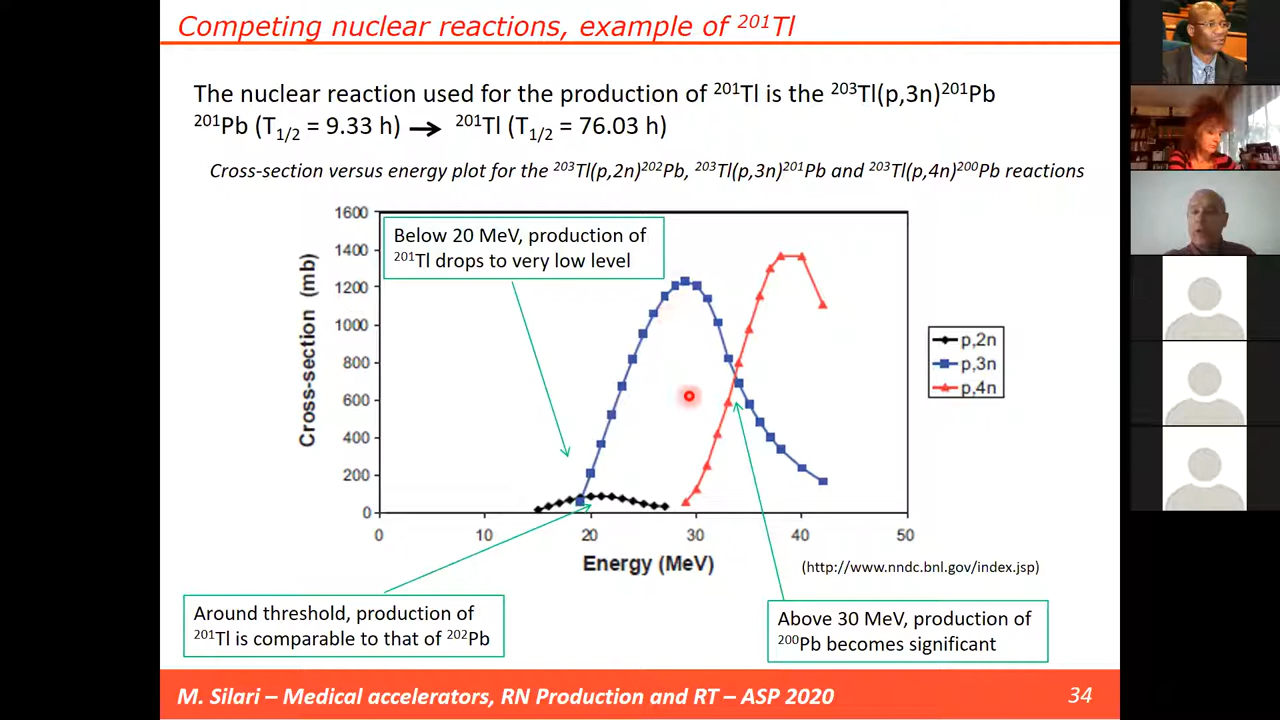 Competing nuclear reactions, example of ²⁰¹Tl
The nuclear reaction used for the production of ²⁰¹Tl is the ²⁰³Tl(p,3n)²⁰¹Pb
²⁰¹Pb (T₁/₂ = 9.33 h) → ²⁰¹Tl (T₁/₂ = 76.03 h)
Cross-section versus energy plot for the ²⁰³Tl(p,2n)²⁰²Pb, ²⁰³Tl(p,3n)²⁰¹Pb and ²⁰³Tl(p,4n)²⁰⁰Pb reactions
Below 20 MeV, production of
²⁰¹Tl drops to very low level
1600
1400
1200
1000
800
600
400
200
0
Cross-section (mb)
0 10 20 30 40 50
Energy (MeV)
p,2n
p,3n
p,4n
(http://www.nndc.bnl.gov/index.jsp)
Around threshold, production of
²⁰¹Tl is comparable to that of ²⁰²Pb
Above 30 MeV, production of
²⁰⁰Pb becomes significant
M. Silari – Medical accelerators, RN Production and RT – ASP 2020
34